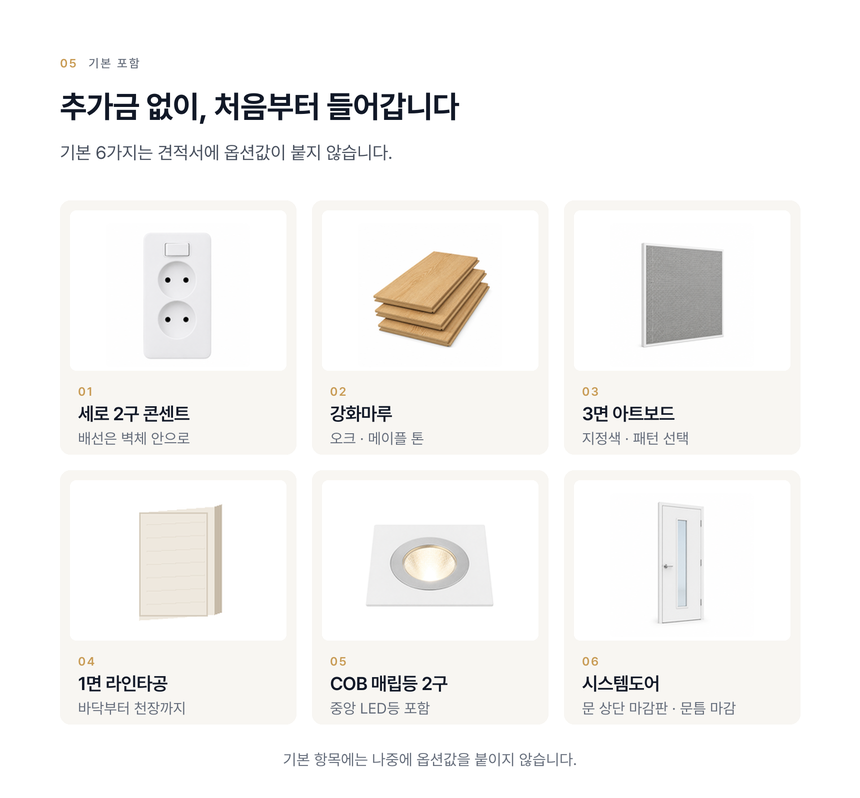 05 기본 포함
추가금 없이, 처음부터 들어갑니다
기본 6가지는 견적서에 옵션값이 붙지 않습니다.
01
세로 2구 콘센트
배선은 벽체 안으로
02
강화마루
오크 · 메이플 톤
03
3면 아트보드
지정색 · 패턴 선택
04
1면 라인타공
바닥부터 천장까지
05
COB 매립등 2구
중앙 LED등 포함
06
시스템도어
문 상단 마감판 · 문틈 마감
기본 항목에는 나중에 옵션값을 붙이지 않습니다.